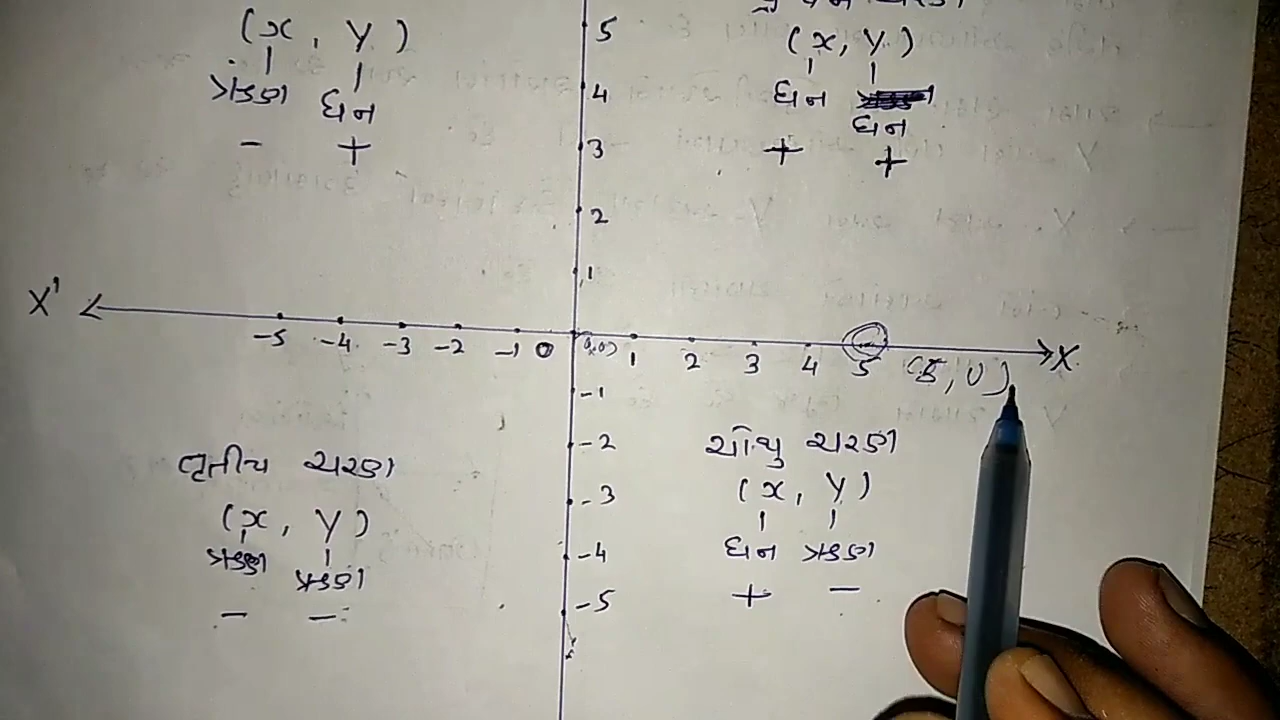 (x, y)
ઋણ ધન
- +
(x, y)
ધન
ધન
+ +
5
4
3
2
1
X' X
-5 -4 -3 -2 -1 0 (0,0) 1 2 3 4 5 (5, 0)
-1
-2
-3
-4
-5
તૃતીય ચરણ
(x, y)
ઋણ ઋણ
- -
ચોથુ ચરણ
(x, y)
ધન ઋણ
+ -